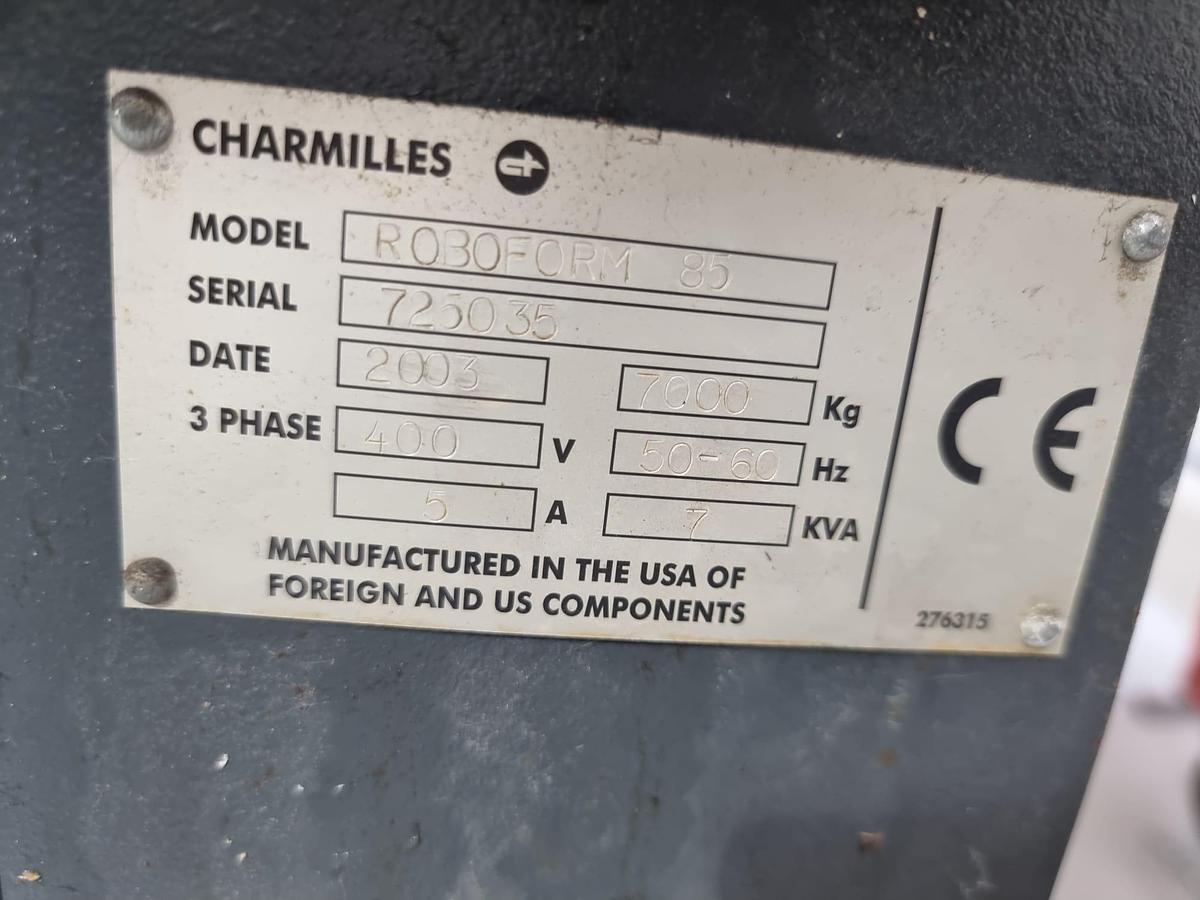 CHARMILLES
MODEL ROBOFORM 85
SERIAL 725035
DATE 2003 7000 Kg
3 PHASE 400 V 50-60 Hz
5 A 7 KVA
MANUFACTURED IN THE USA OF
FOREIGN AND US COMPONENTS
CE
276315